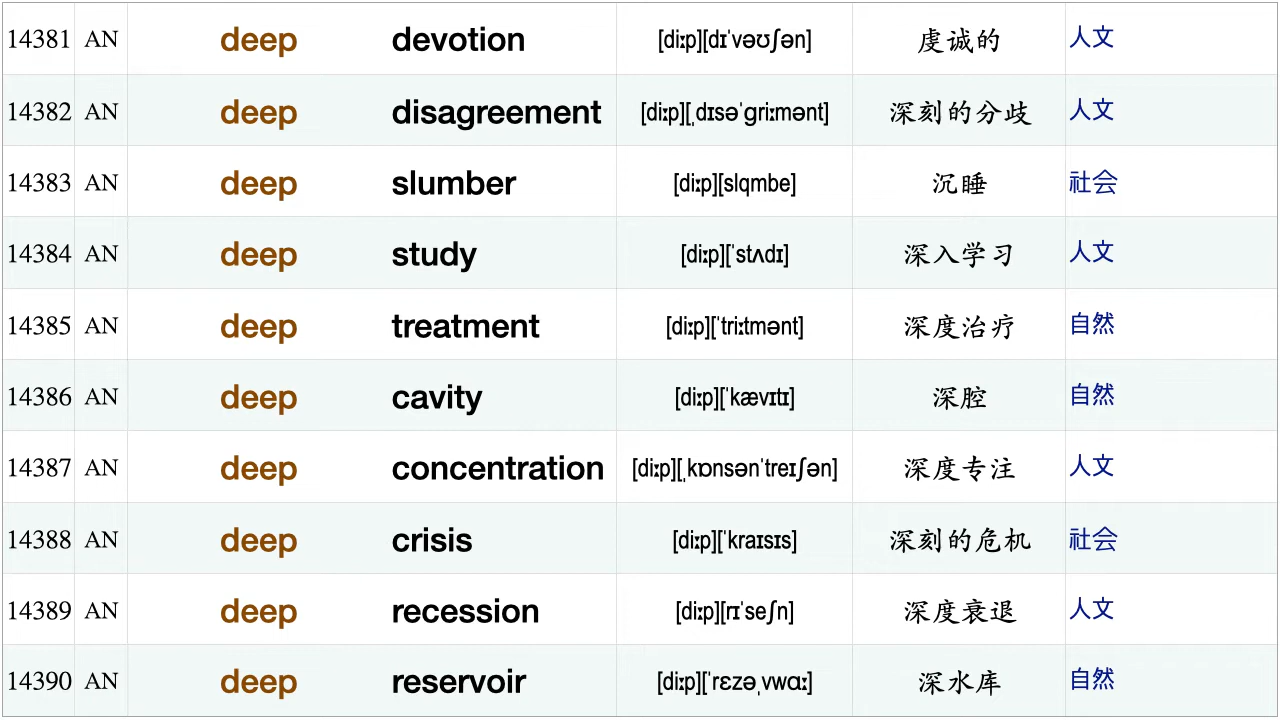 14381 AN deep devotion [diːp][dɪˈvəʊʃən] 虔诚的 人文
14382 AN deep disagreement [diːp][ˌdɪsəˈɡriːmənt] 深刻的分歧 人文
14383 AN deep slumber [diːp][slqmbe] 沉睡 社会
14384 AN deep study [diːp][ˈstʌdɪ] 深入学习 人文
14385 AN deep treatment [diːp][ˈtriːtmənt] 深度治疗 自然
14386 AN deep cavity [diːp][ˈkævɪtɪ] 深腔 自然
14387 AN deep concentration [diːp][ˌkɒnsənˈtreɪʃən] 深度专注 人文
14388 AN deep crisis [diːp][ˈkraɪsɪs] 深刻的危机 社会
14389 AN deep recession [diːp][rɪˈseʃn] 深度衰退 人文
14390 AN deep reservoir [diːp][ˈrɛzəˌvwɑː] 深水库 自然